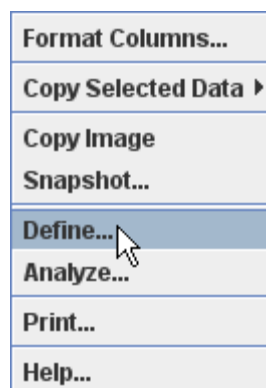 Format Columns...
Copy Selected Data
Copy Image
Snapshot...
Define...
Analyze...
Print...
Help...